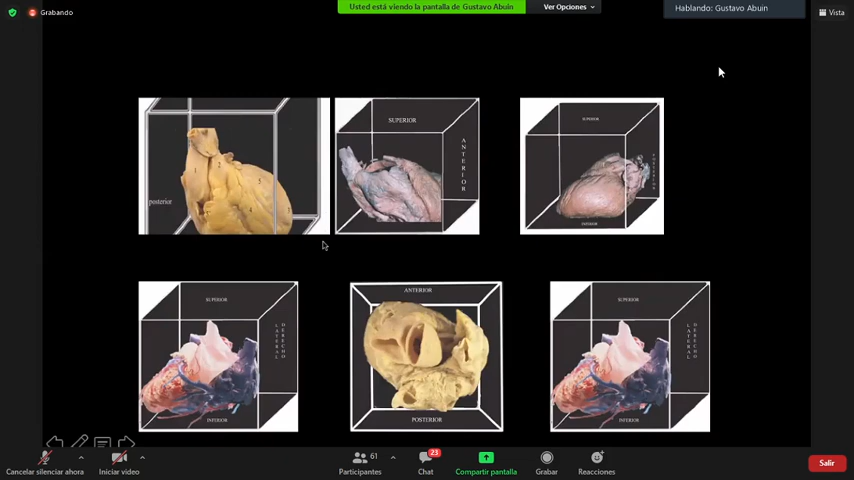 Grabando
Usted está viendo la pantalla de Gustavo Abuin
Ver Opciones
Hablando: Gustavo Abuin
Vista
posterior
SUPERIOR
ANTERIOR
SUPERIOR
INFERIOR
SUPERIOR
LATERAL
DERECHO
INFERIOR
ANTERIOR
POSTERIOR
SUPERIOR
LATERAL
DERECHO
INFERIOR
Cancelar silenciar ahora
Iniciar video
61
Participantes
23
Chat
Compartir pantalla
Grabar
Reacciones
Salir